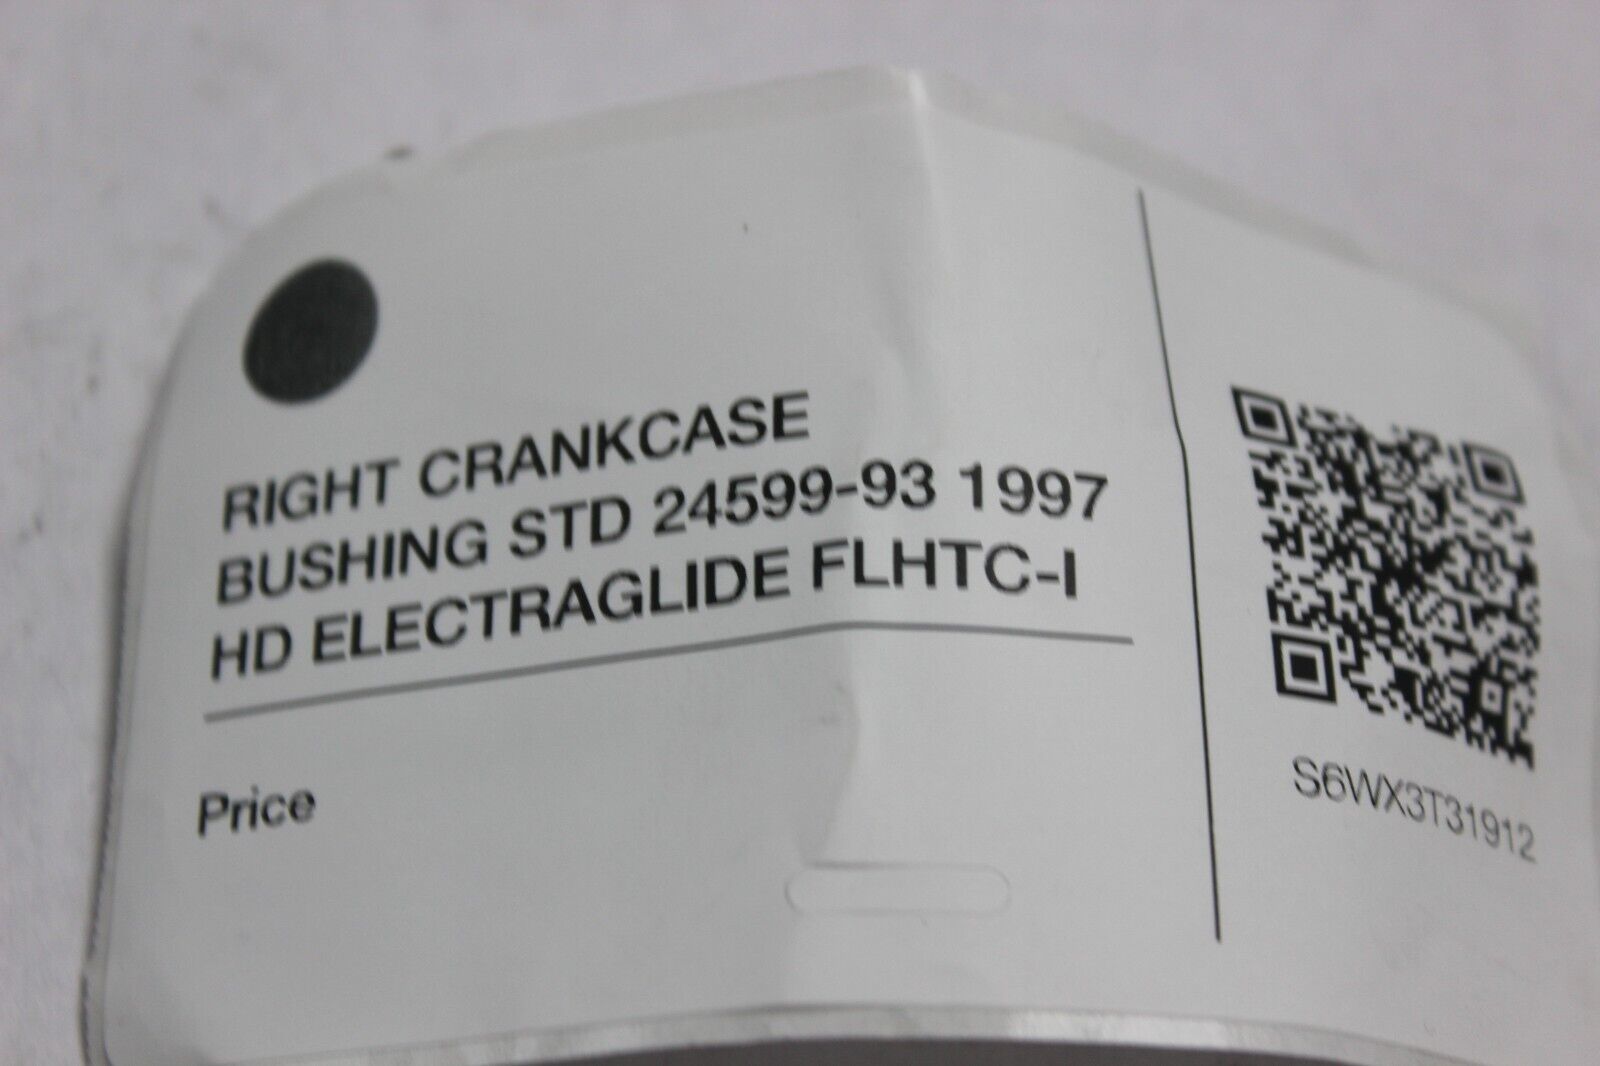 RIGHT CRANKCASE
BUSHING STD 24599-93 1997
HD ELECTRAGLIDE FLHTC-I
Price
S6WX3T31912